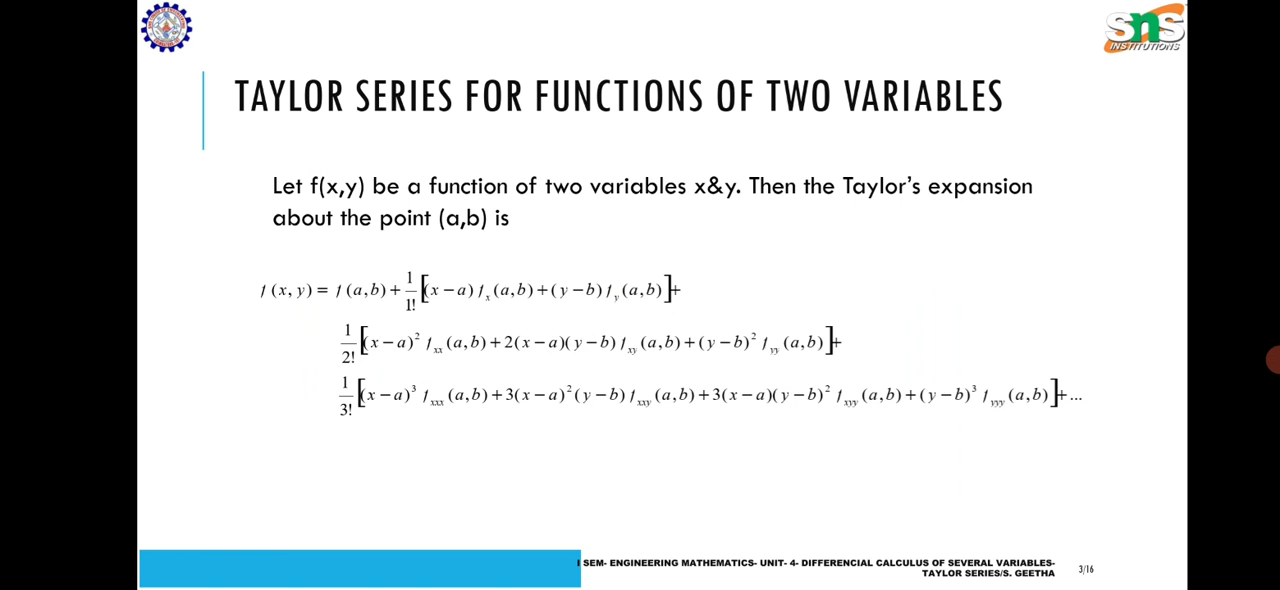 SNS
INSTITUTIONS
TAYLOR SERIES FOR FUNCTIONS OF TWO VARIABLES
Let f(x,y) be a function of two variables x&y. Then the Taylor's expansion
about the point (a,b) is
f (x, y) = f (a,b) + 1/1! [(x − a) f_x (a,b) + (y − b) f_y (a,b)] +
1/2! [(x − a)² f_xx (a,b) + 2(x − a)(y − b) f_xy (a,b) + (y − b)² f_yy (a,b)] +
1/3! [(x − a)³ f_xxx (a,b) + 3(x − a)² (y − b) f_xxy (a,b) + 3(x − a)(y − b)² f_xyy (a,b) + (y − b)³ f_yyy (a,b)] + ...
I SEM- ENGINEERING MATHEMATICS- UNIT- 4- DIFFERENCIAL CALCULUS OF SEVERAL VARIABLES-
TAYLOR SERIES/S. GEETHA
3/16